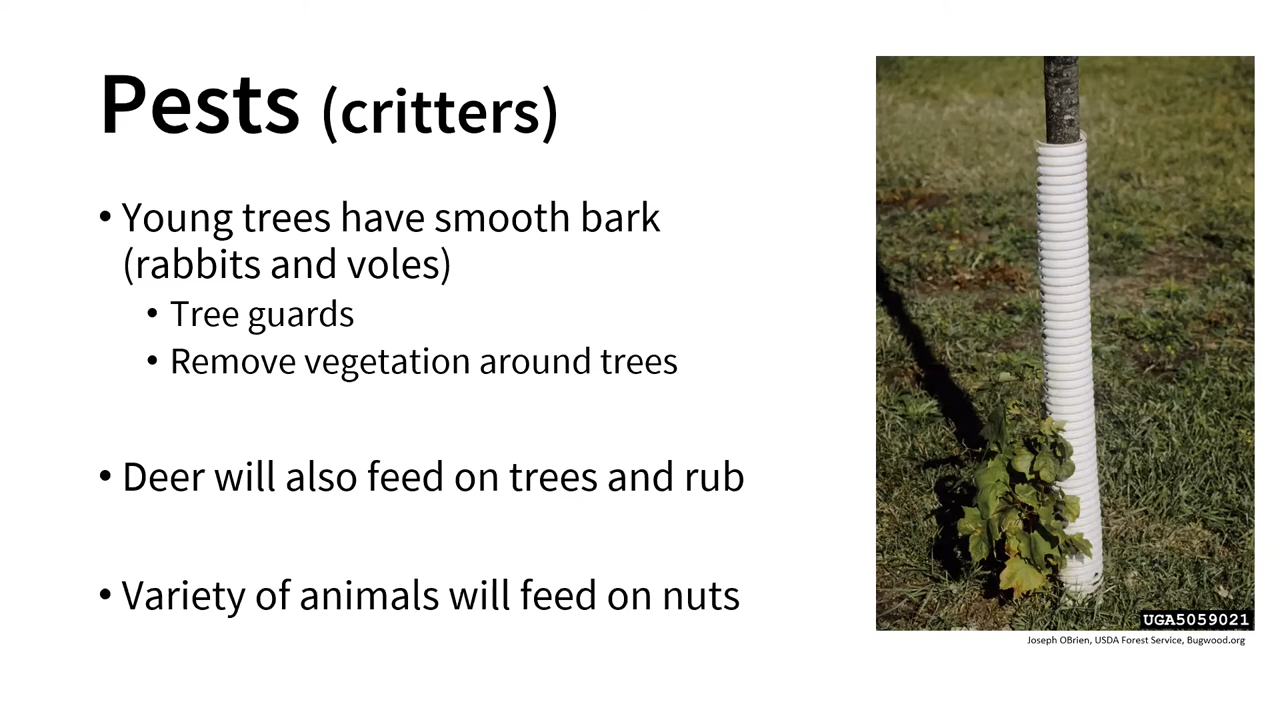 Pests (critters)
• Young trees have smooth bark
(rabbits and voles)
• Tree guards
• Remove vegetation around trees
• Deer will also feed on trees and rub
• Variety of animals will feed on nuts
UGA5059021
Joseph OBrien, USDA Forest Service, Bugwood.org